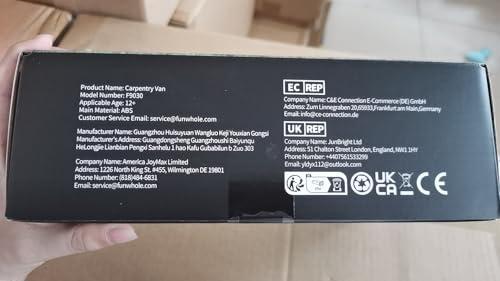 Product Name: Carpentry Van
Model Number: F9030
Applicable Age: 12+
Main Material: ABS
Customer Service Email: service@funwhole.com
Manufacturer Name: Guangzhou Huisuyuan Wangluo Keji Youxian Gongsi
Manufacturer's Address: Guangdongsheng Guangzhoushi Baiyunqu
HeLongjie Lianbian Pengxi Sanhelu 1 hao Kafu Gubabilun b Zuo 303
Company Name: America JoyMax Limited
Address: 1226 North King St. #455, Wilmington DE 19801
Phone Number: (818)484-6831
Email: service@funwhole.com
EC REP
Company Name: C&E Connection E-Commerce (DE) GmbH
Address: Zum Linnegraben 20,65933,Frankfurt am Main,Germany
Email: info@ce-connection.de
UK REP
Company Name: JunBright Ltd
Address: 51 Chalton Street London, England, NW1 1HY
Phone Number: +4407561533299
Email: yldyx112@outlook.com
UK
CA
CE